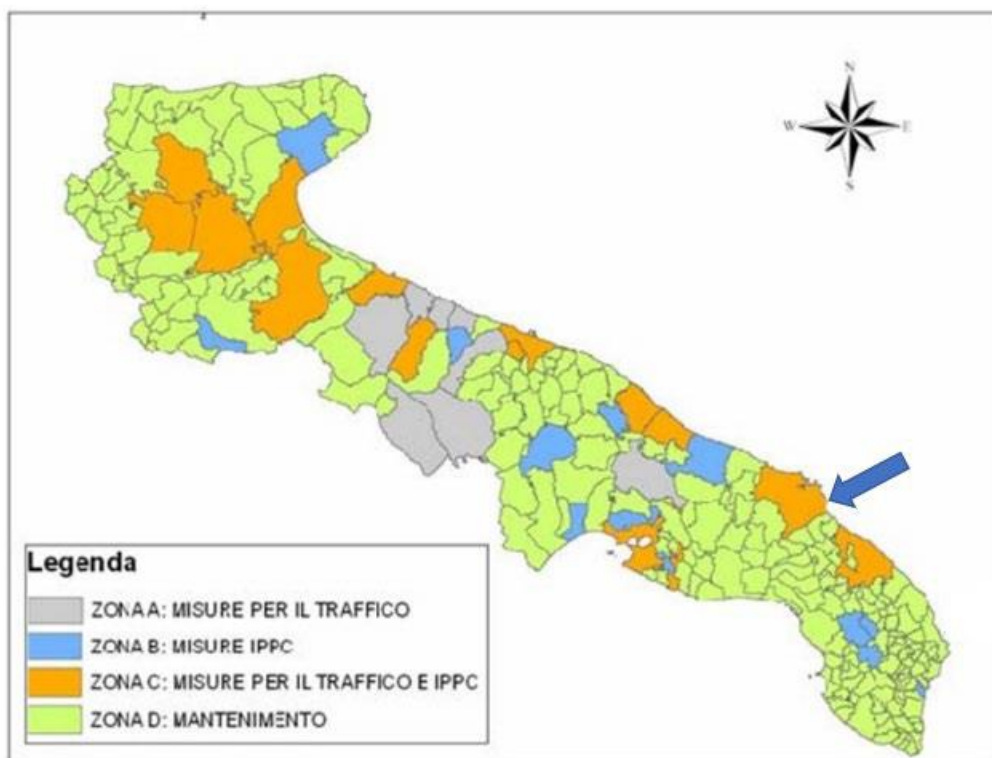 N
W E
S
Legenda
ZONA A: MISURE PER IL TRAFFICO
ZONA B: MISURE IPPC
ZONA C: MISURE PER IL TRAFFICO E IPPC
ZONA D: MANTENIMENTO